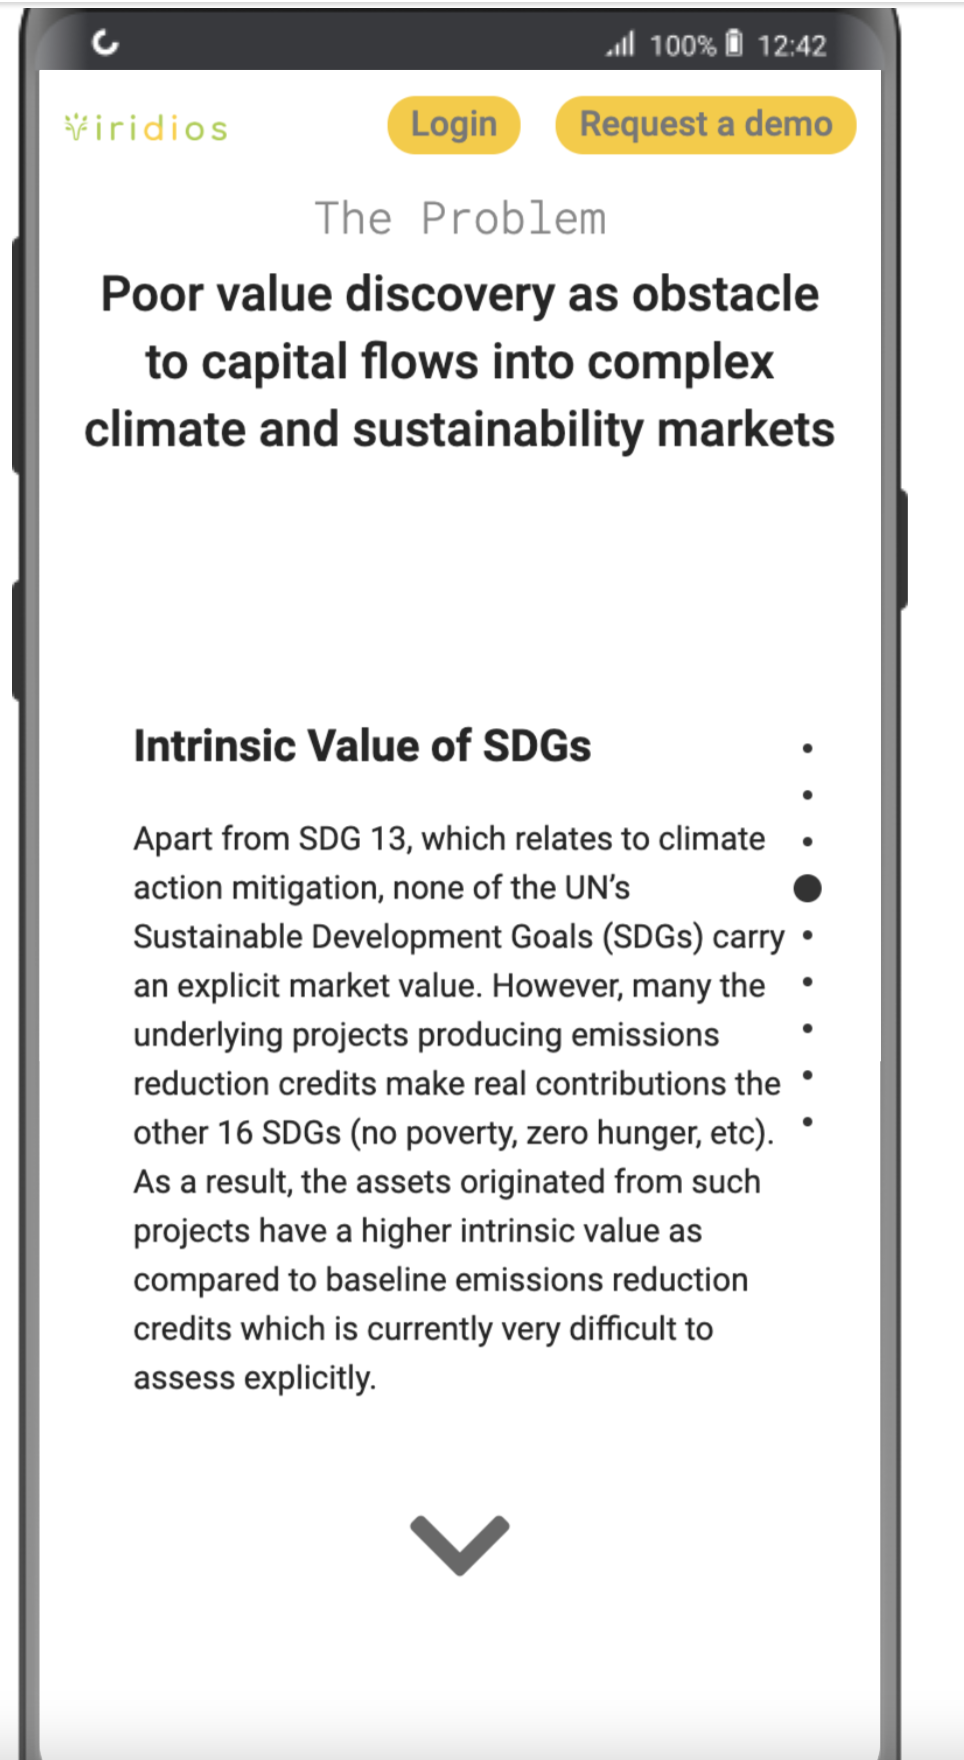 100% 12:42
Viridios
Login
Request a demo
The Problem
Poor value discovery as obstacle
to capital flows into complex
climate and sustainability markets
Intrinsic Value of SDGs
Apart from SDG 13, which relates to climate
action mitigation, none of the UN’s
Sustainable Development Goals (SDGs) carry
an explicit market value. However, many the
underlying projects producing emissions
reduction credits make real contributions the
other 16 SDGs (no poverty, zero hunger, etc).
As a result, the assets originated from such
projects have a higher intrinsic value as
compared to baseline emissions reduction
credits which is currently very difficult to
assess explicitly.